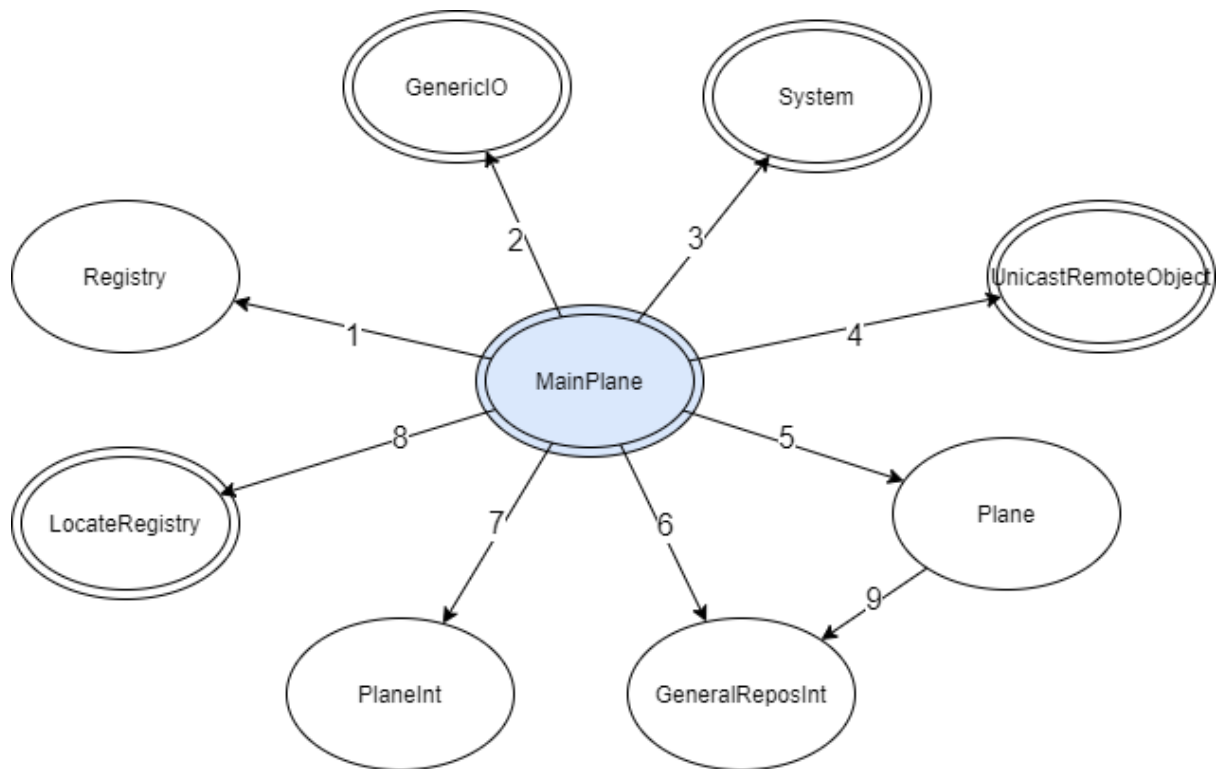 GenericIO
System
2
3
Registry
UnicastRemoteObject
1
4
MainPlane
8
5
LocateRegistry
7
6
Plane
9
PlaneInt
GeneralReposInt